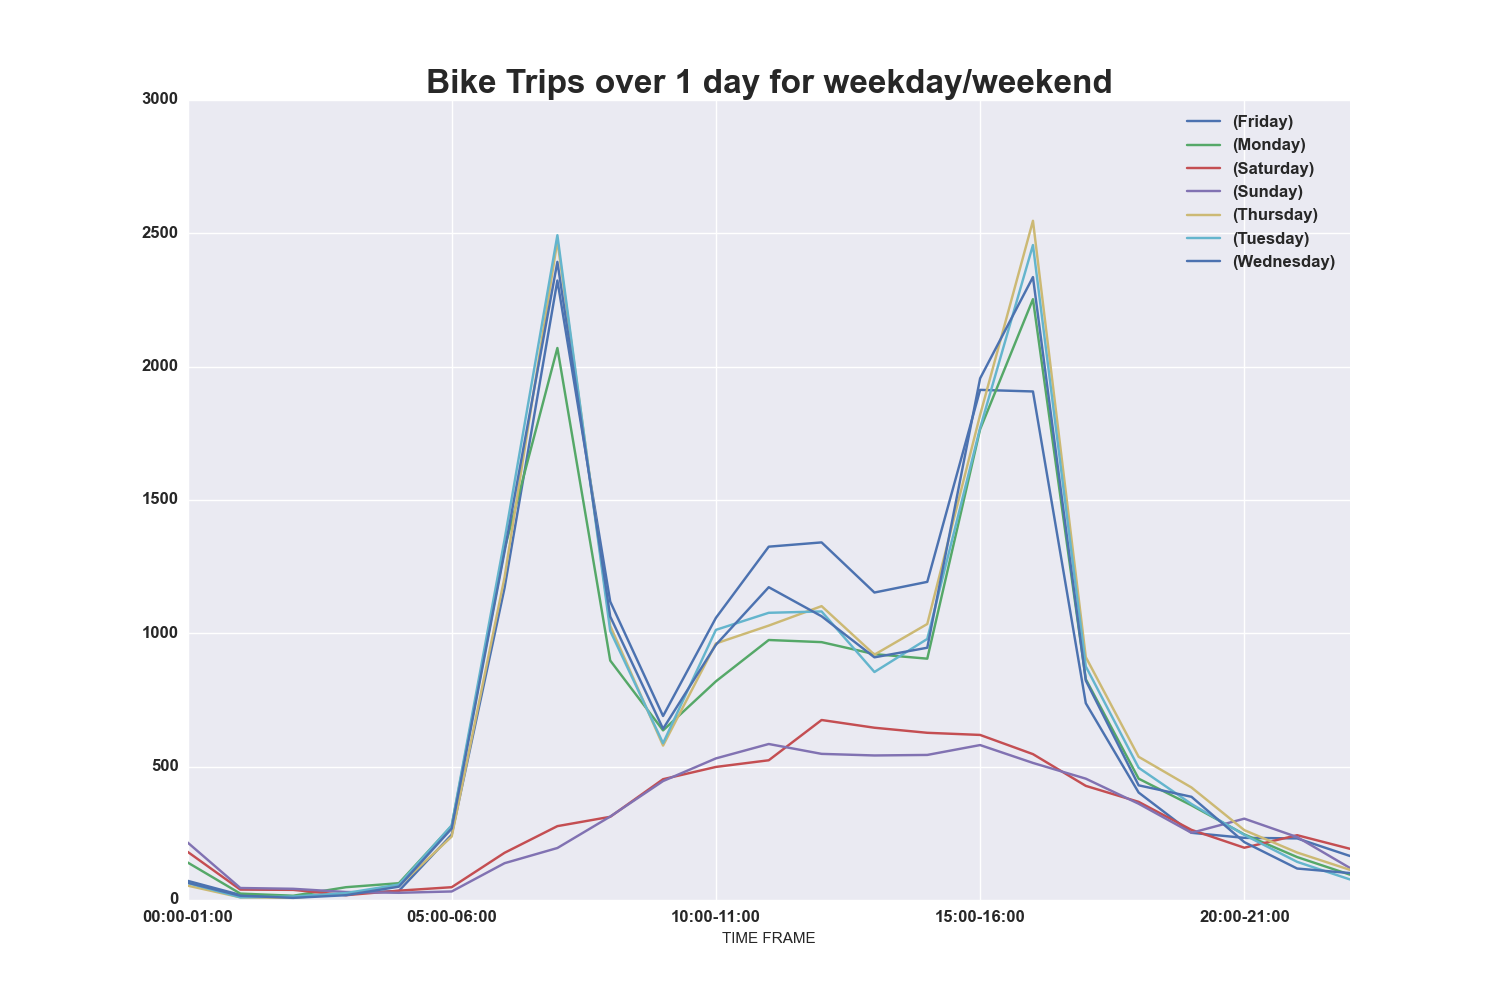 Bike Trips over 1 day for weekday/weekend
3000
2500
2000
1500
1000
500
0
(Friday)
(Monday)
(Saturday)
(Sunday)
(Thursday)
(Tuesday)
(Wednesday)
00:00-01:00 05:00-06:00 10:00-11:00 15:00-16:00 20:00-21:00
TIME FRAME